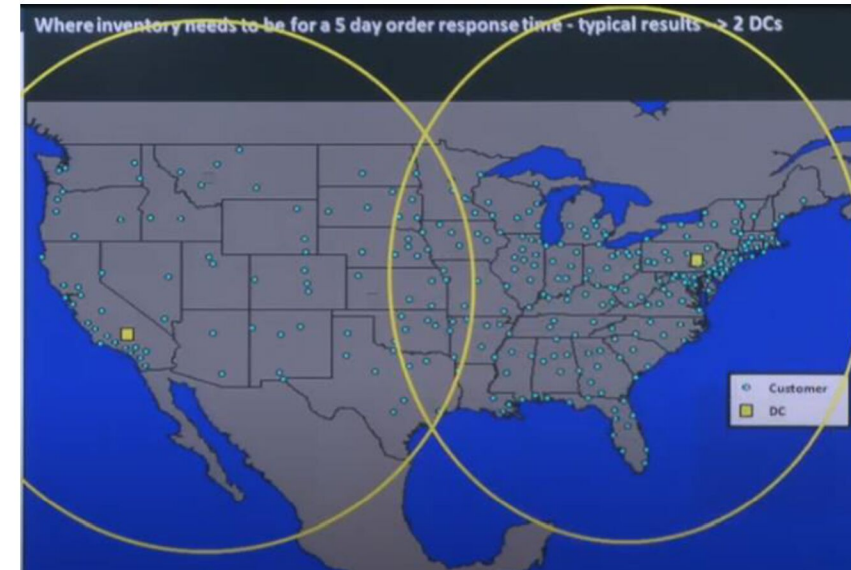 Where inventory needs to be for a 5 day order response time - typical results --> 2 DCs
Customer
DC